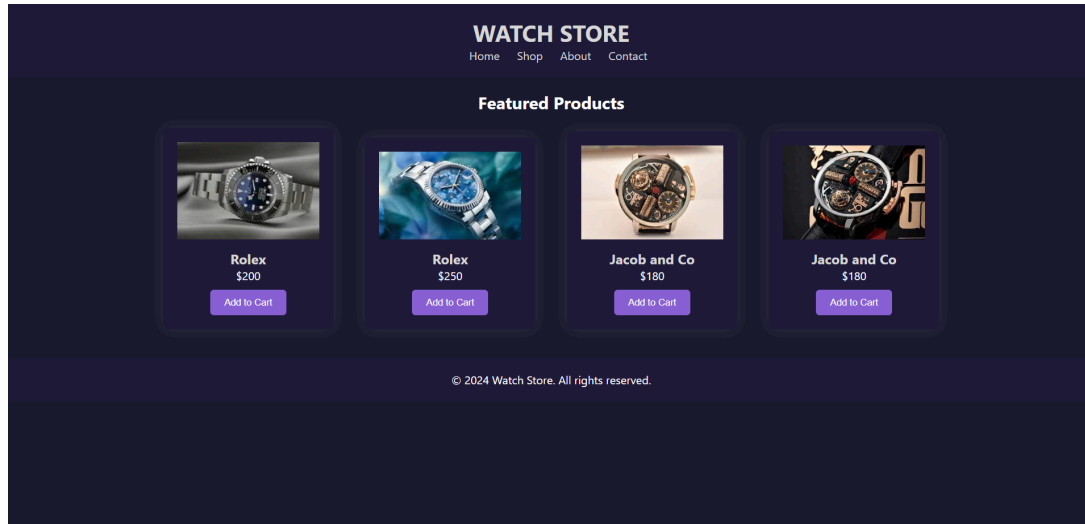 WATCH STORE
Home Shop About Contact
Featured Products
Rolex
$200
Add to Cart
Rolex
$250
Add to Cart
Jacob and Co
$180
Add to Cart
Jacob and Co
$180
Add to Cart
© 2024 Watch Store. All rights reserved.